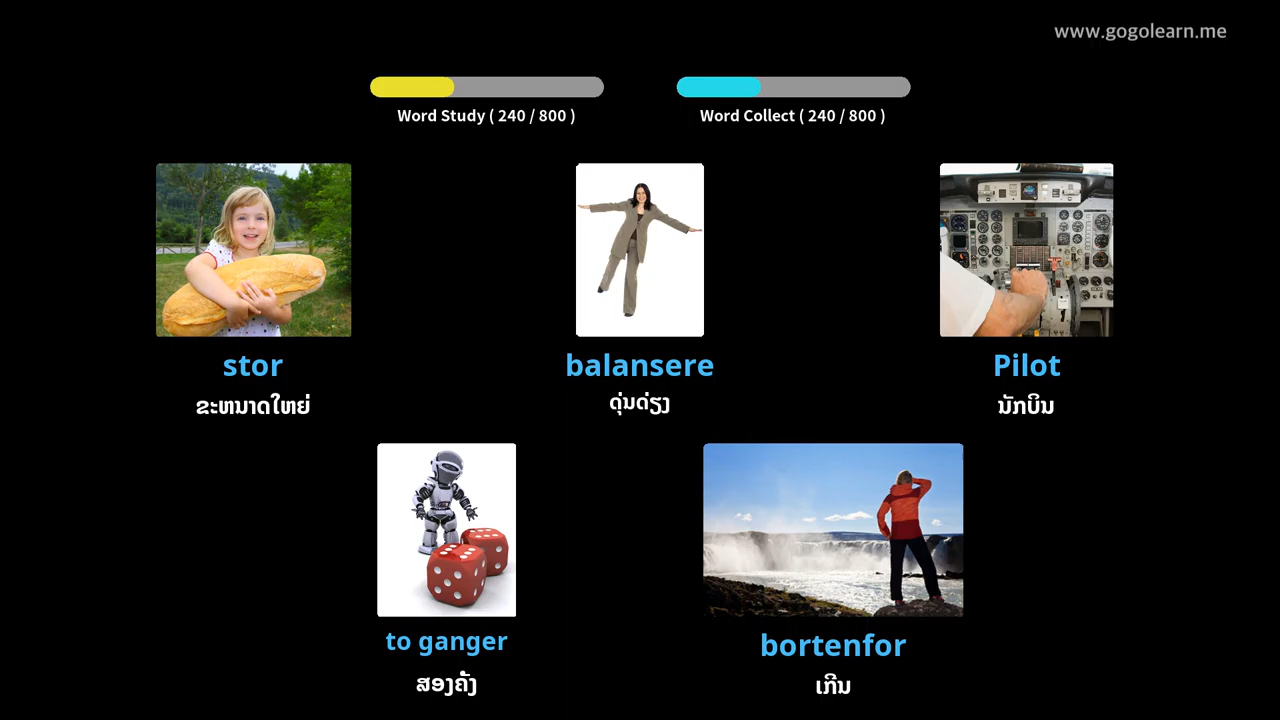 www.gogolearn.me
Word Study ( 240 / 800 )
Word Collect ( 240 / 800 )
stor
ຂະຫນາດໃຫຍ່
balansere
ດຸ່ນດ່ຽງ
Pilot
ນັກບິນ
to ganger
ສອງຄັ້ງ
bortenfor
ເກີນ